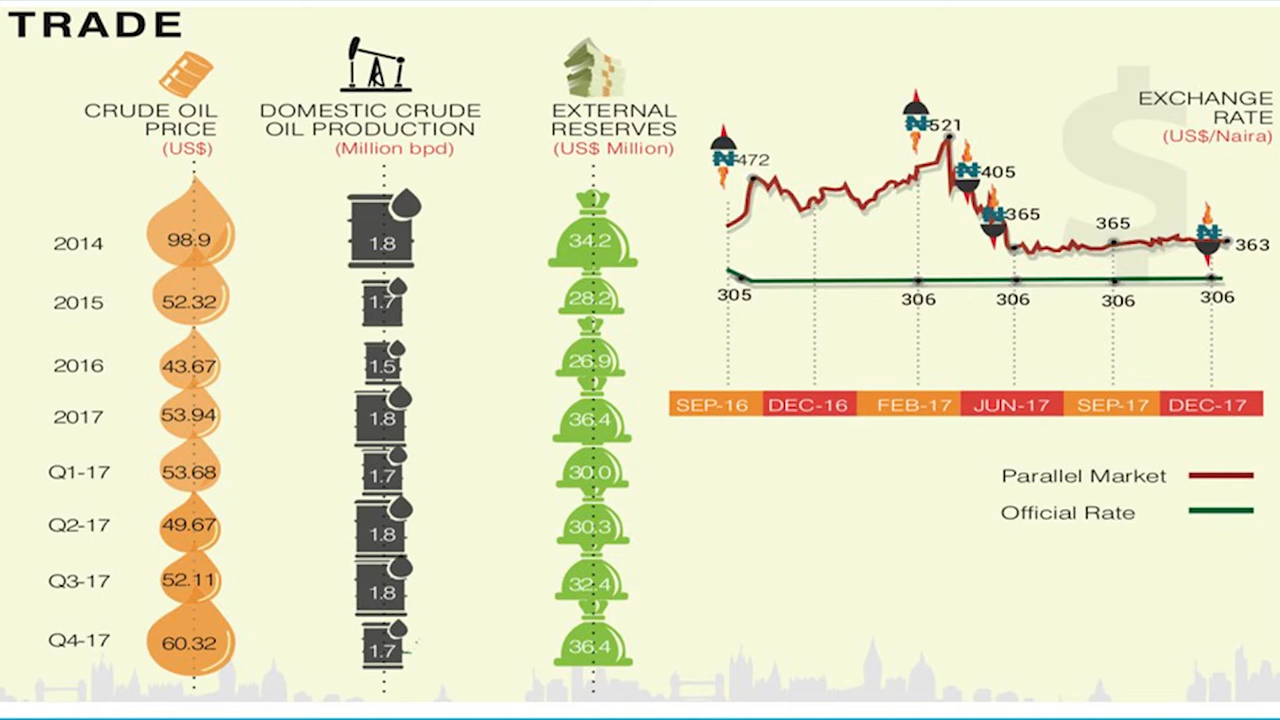 TRADE
CRUDE OIL
PRICE
(US$)
DOMESTIC CRUDE
OIL PRODUCTION
(Million bpd)
EXTERNAL
RESERVES
(US$ Million)
2014 98.9 1.8 34.2
2015 52.32 1.7 28.2
2016 43.67 1.5 26.9
2017 53.94 1.8 36.4
Q1-17 53.68 1.7 30.0
Q2-17 49.67 1.8 30.3
Q3-17 52.11 1.8 32.4
Q4-17 60.32 1.7 36.4
$
EXCHANGE
RATE
(US$/Naira)
₦472
₦521
₦405
₦365
365
₦
363
305
306
306
306
306
SEP-16 DEC-16 FEB-17 JUN-17 SEP-17 DEC-17
Parallel Market
Official Rate